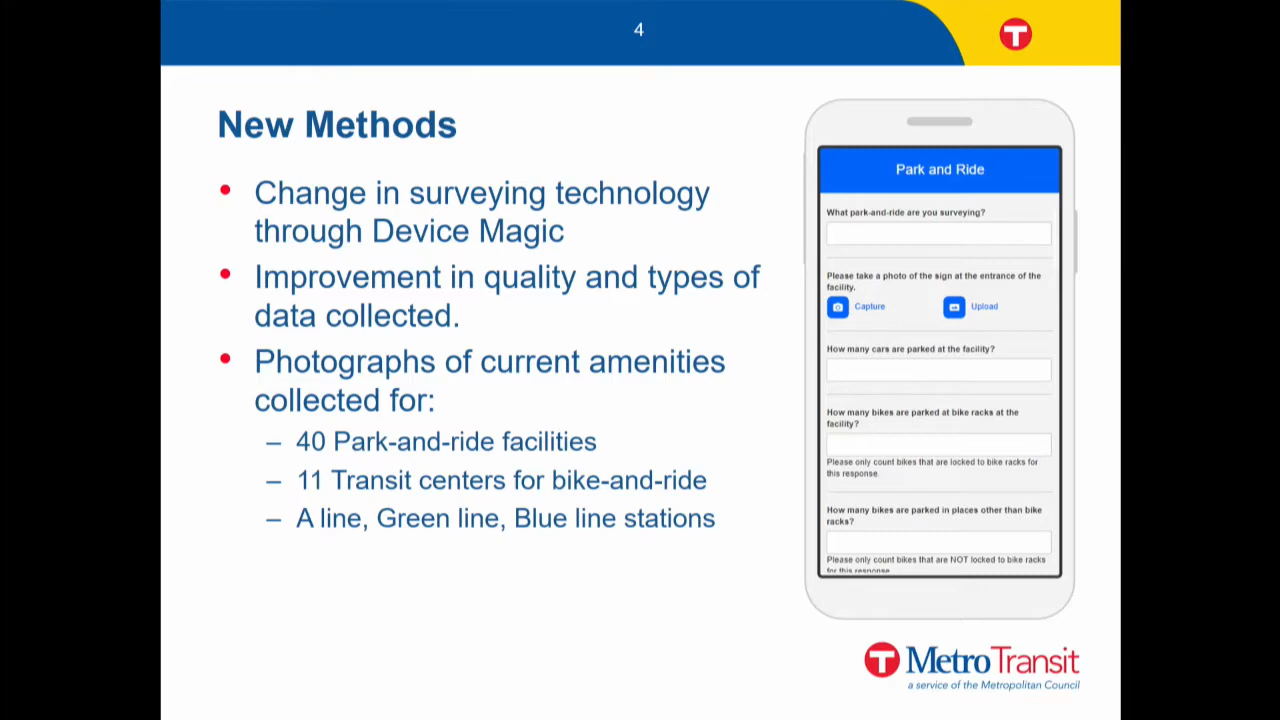 4
T
New Methods
• Change in surveying technology
through Device Magic
• Improvement in quality and types of
data collected.
• Photographs of current amenities
collected for:
– 40 Park-and-ride facilities
– 11 Transit centers for bike-and-ride
– A line, Green line, Blue line stations
Park and Ride
What park-and-ride are you surveying?
Please take a photo of the sign at the entrance of the
facility.
Capture Upload
How many cars are parked at the facility?
How many bikes are parked at bike racks at the
facility?
Please only count bikes that are locked to bike racks for
this response.
How many bikes are parked in places other than bike
racks?
Please only count bikes that are NOT locked to bike racks
for this response
T MetroTransit
a service of the Metropolitan Council